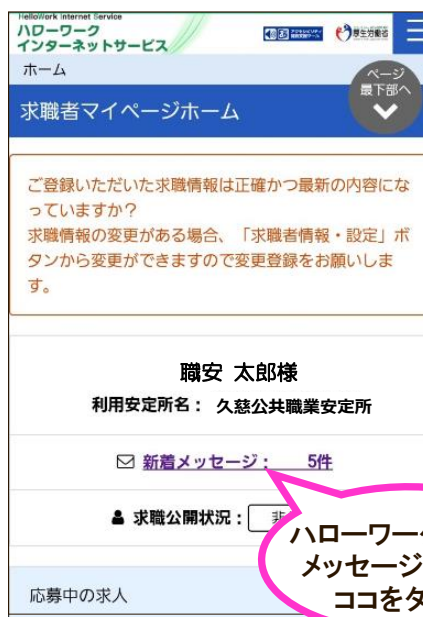 HelloWork Internet Service
ハローワーク
インターネットサービス
厚生労働省
ホーム
ページ
最下部へ
求職者マイページホーム
ご登録いただいた求職情報は正確かつ最新の内容にな
っていますか？
求職情報の変更がある場合、「求職者情報・設定」ボ
タンから変更ができますので変更登録をお願いしま
す。
職安 太郎様
利用安定所名： 久慈公共職業安定所
新着メッセージ： 5件
求職公開状況： 非
ハローワー
メッセージ
ココをタ
応募中の求人